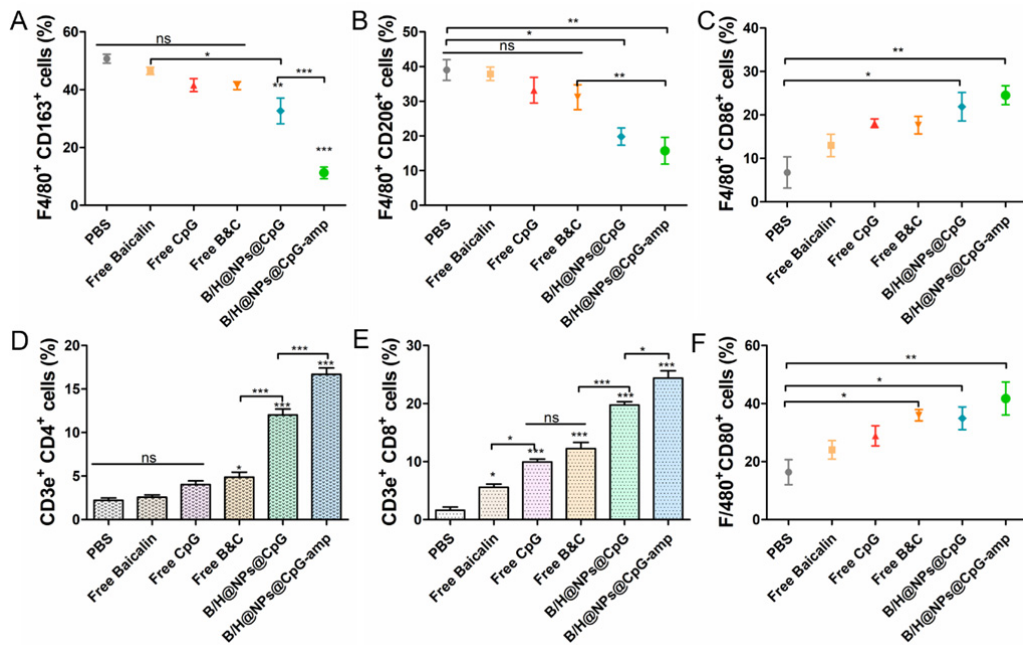 A
F4/80+ CD163+ cells (%)
60
40
20
0
ns
*
***
**
***
PBS
Free Baicalin
Free CpG
Free B&C
B/H@NPs@CpG
B/H@NPs@CpG-amp
B
F4/80+ CD206+ cells (%)
50
40
30
20
10
0
**
*
ns
**
PBS
Free Baicalin
Free CpG
Free B&C
B/H@NPs@CpG
B/H@NPs@CpG-amp
C
F4/80+ CD86+ cells (%)
40
30
20
10
0
**
*
PBS
Free Baicalin
Free CpG
Free B&C
B/H@NPs@CpG
B/H@NPs@CpG-amp
D
CD3e+ CD4+ cells (%)
20
15
10
5
0
ns
*
***
***
***
***
PBS
Free Baicalin
Free CpG
Free B&C
B/H@NPs@CpG
B/H@NPs@CpG-amp
E
CD3e+ CD8+ cells (%)
30
20
10
0
*
*
***
ns
***
***
***
*
***
PBS
Free Baicalin
Free CpG
Free B&C
B/H@NPs@CpG
B/H@NPs@CpG-amp
F
F/480+CD80+ cells (%)
60
40
20
0
**
*
*
PBS
Free Baicalin
Free CpG
Free B&C
B/H@NPs@CpG
B/H@NPs@CpG-amp